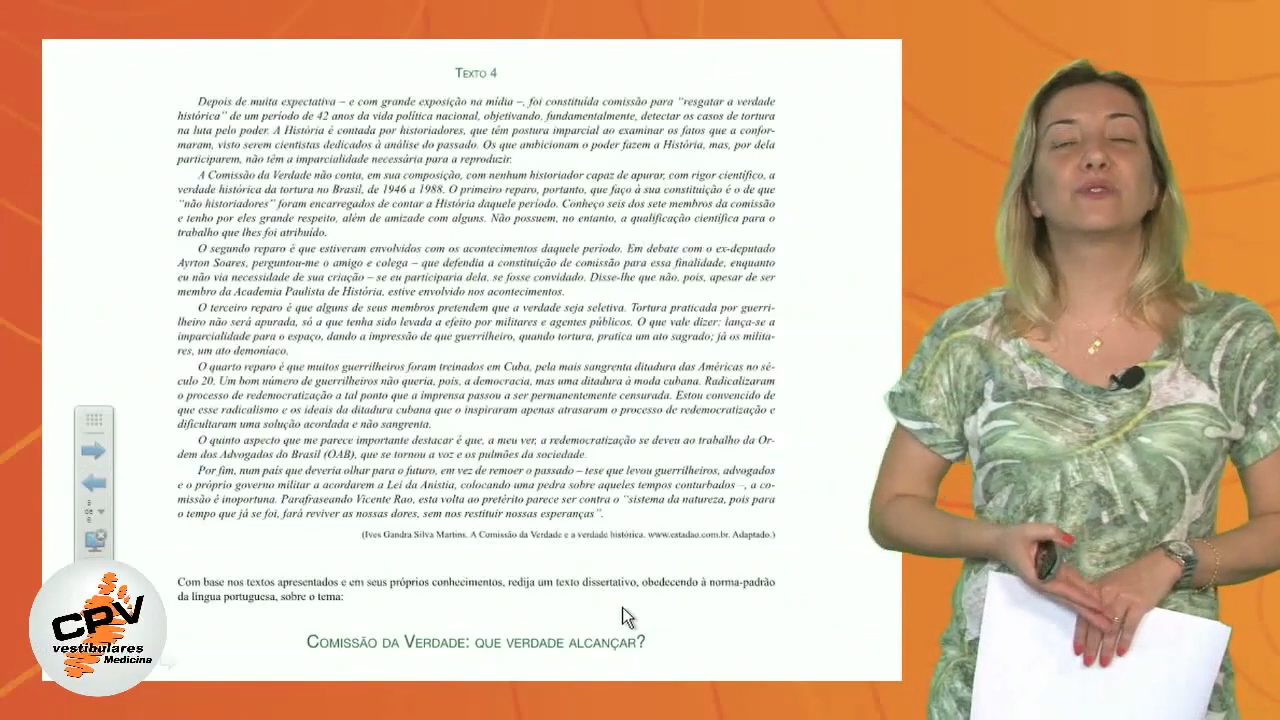 TEXTO 4
Depois de muita expectativa – e com grande exposição na mídia –, foi constituída comissão para “resgatar a verdade
histórica” de um período de 42 anos da vida política nacional, objetivando, fundamentalmente, detectar os casos de tortura
na luta pelo poder. A História é contada por historiadores, que têm postura imparcial ao examinar os fatos que a confor-
maram, visto serem cientistas dedicados à análise do passado. Os que ambicionam o poder fazem a História, mas, por dela
participarem, não têm a imparcialidade necessária para a reproduzir.
A Comissão da Verdade não conta, em sua composição, com nenhum historiador capaz de apurar, com rigor científico, a
verdade histórica da tortura no Brasil, de 1946 a 1988. O primeiro reparo, portanto, que faço à sua constituição é o de que
“não historiadores” foram encarregados de contar a História daquele período. Conheço seis dos sete membros da comissão
e tenho por eles grande respeito, além de amizade com alguns. Não possuem, no entanto, a qualificação científica para o
trabalho que lhes foi atribuído.
O segundo reparo é que estiveram envolvidos com os acontecimentos daquele período. Em debate com o ex-deputado
Ayrton Soares, perguntou-me o amigo e colega – que defendia a constituição de comissão para essa finalidade, enquanto
eu não via necessidade de sua criação – se eu participaria dela, se fosse convidado. Disse-lhe que não, pois, apesar de ser
membro da Academia Paulista de História, estive envolvido nos acontecimentos.
O terceiro reparo é que alguns de seus membros pretendem que a verdade seja seletiva. Tortura praticada por guerri-
lheiro não será apurada, só a que tenha sido levada a efeito por militares e agentes públicos. O que vale dizer: lança-se a
imparcialidade para o espaço, dando a impressão de que guerrilheiro, quando tortura, pratica um ato sagrado; já os milita-
res, um ato demoníaco.
O quarto reparo é que muitos guerrilheiros foram treinados em Cuba, pela mais sangrenta ditadura das Américas no sé-
culo 20. Um bom número de guerrilheiros não queria, pois, a democracia, mas uma ditadura à moda cubana. Radicalizaram
o processo de redemocratização a tal ponto que a imprensa passou a ser permanentemente censurada. Estou convencido de
que esse radicalismo e os ideais da ditadura cubana que o inspiraram apenas atrasaram o processo de redemocratização e
dificultaram uma solução acordada e não sangrenta.
O quinto aspecto que me parece importante destacar é que, a meu ver, a redemocratização se deveu ao trabalho da Or-
dem dos Advogados do Brasil (OAB), que se tornou a voz e os pulmões da sociedade.
Por fim, num país que deveria olhar para o futuro, em vez de remoer o passado – tese que levou guerrilheiros, advogados
e o próprio governo militar a acordarem a Lei da Anistia, colocando uma pedra sobre aqueles tempos conturbados –, a co-
missão é inoportuna. Parafraseando Vicente Rao, esta volta ao pretérito parece ser contra o “sistema da natureza, pois para
o tempo que já se foi, fará reviver as nossas dores, sem nos restituir nossas esperanças”.
(Ives Gandra Silva Martins. A Comissão da Verdade e a verdade histórica. www.estadao.com.br. Adaptado.)
Com base nos textos apresentados e em seus próprios conhecimentos, redija um texto dissertativo, obedecendo à norma-padrão
da língua portuguesa, sobre o tema:
COMISSÃO DA VERDADE: QUE VERDADE ALCANÇAR?
de
6
CPV
vestibulares
Medicina